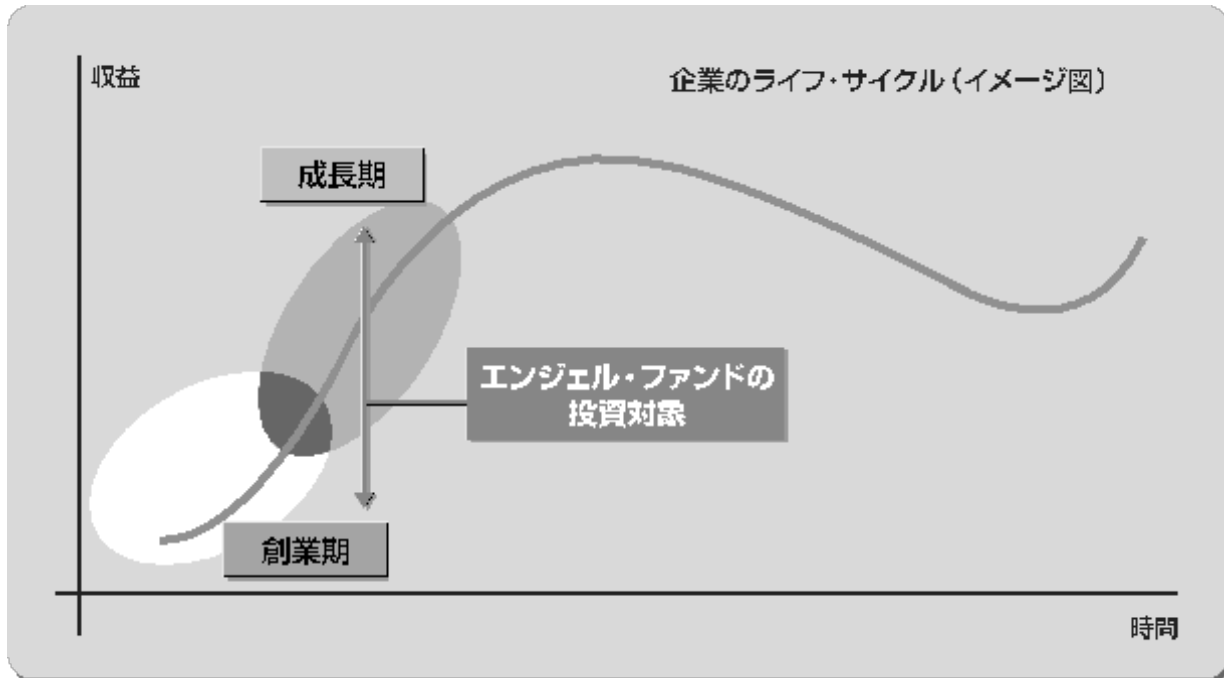 収益
企業のライフ・サイクル(イメージ図)
成長期
エンジェル・ファンドの
投資対象
創業期
時間